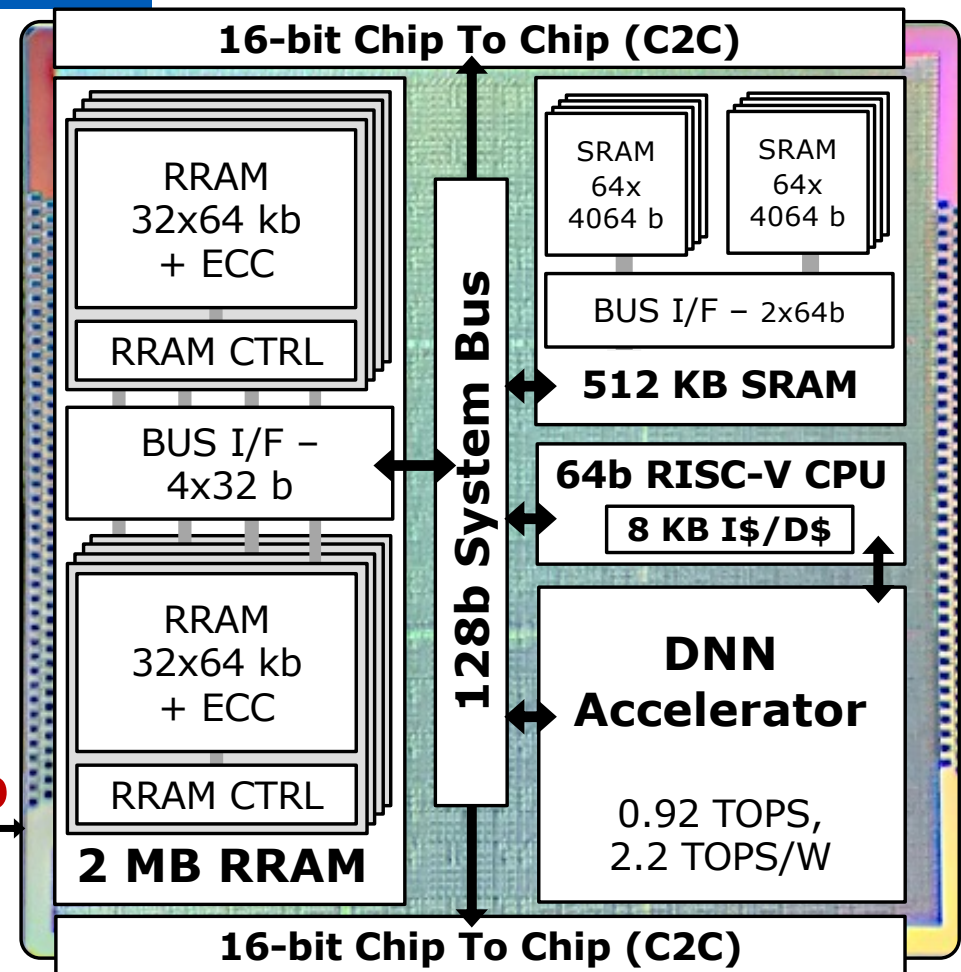 16-bit Chip To Chip (C2C)
RRAM
32x64 kb
+ ECC
RRAM CTRL
BUS I/F –
4x32 b
RRAM
32x64 kb
+ ECC
RRAM CTRL
2 MB RRAM
128b System Bus
SRAM
64x
4064 b
SRAM
64x
4064 b
BUS I/F – 2x64b
512 KB SRAM
64b RISC-V CPU
8 KB I$/D$
DNN
Accelerator
0.92 TOPS,
2.2 TOPS/W
16-bit Chip To Chip (C2C)